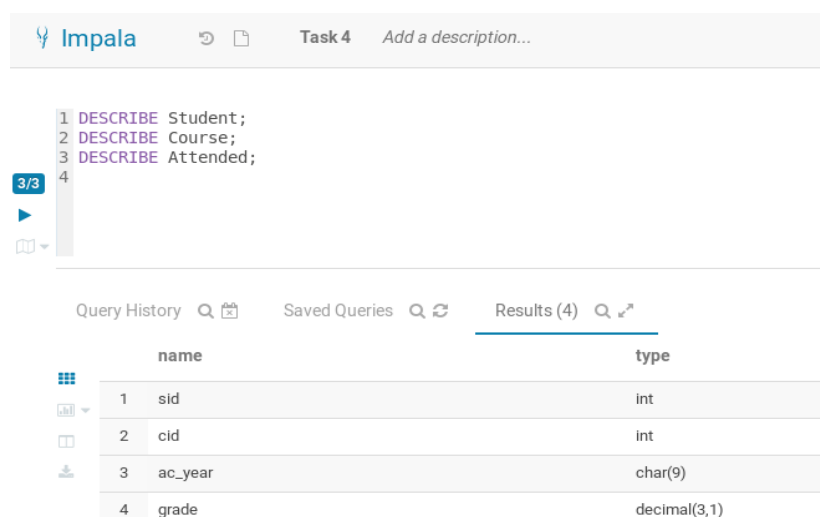 Impala Task 4 Add a description...
1 DESCRIBE Student;
2 DESCRIBE Course;
3 DESCRIBE Attended;
3/3 4
Query History Saved Queries Results (4)
name type
1 sid int
2 cid int
3 ac_year char(9)
4 grade decimal(3,1)